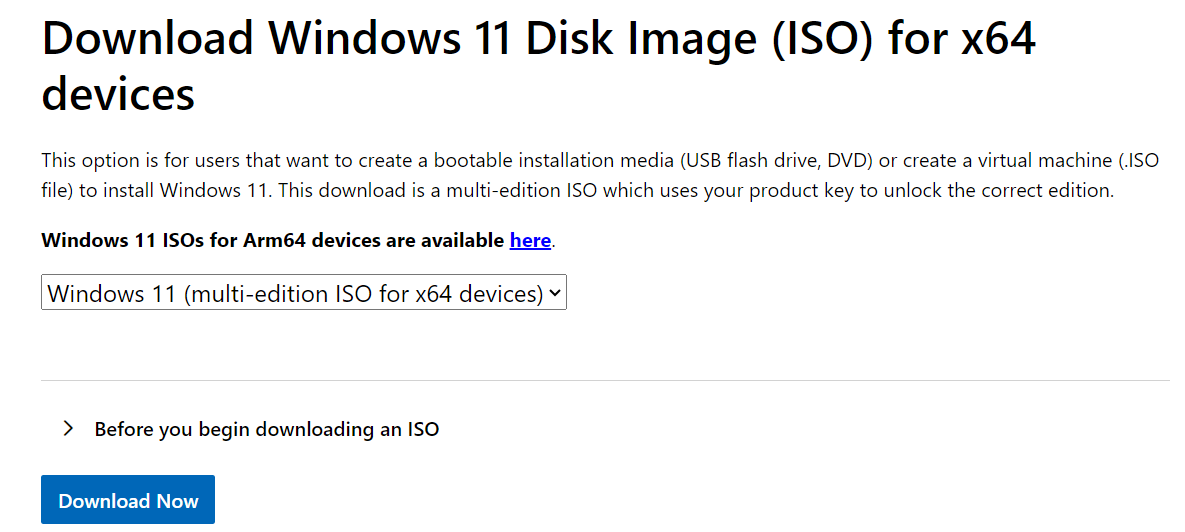 Download Windows 11 Disk Image (ISO) for x64
devices
This option is for users that want to create a bootable installation media (USB flash drive, DVD) or create a virtual machine (.ISO
file) to install Windows 11. This download is a multi-edition ISO which uses your product key to unlock the correct edition.
Windows 11 ISOs for Arm64 devices are available here.
Windows 11 (multi-edition ISO for x64 devices)
Before you begin downloading an ISO
Download Now